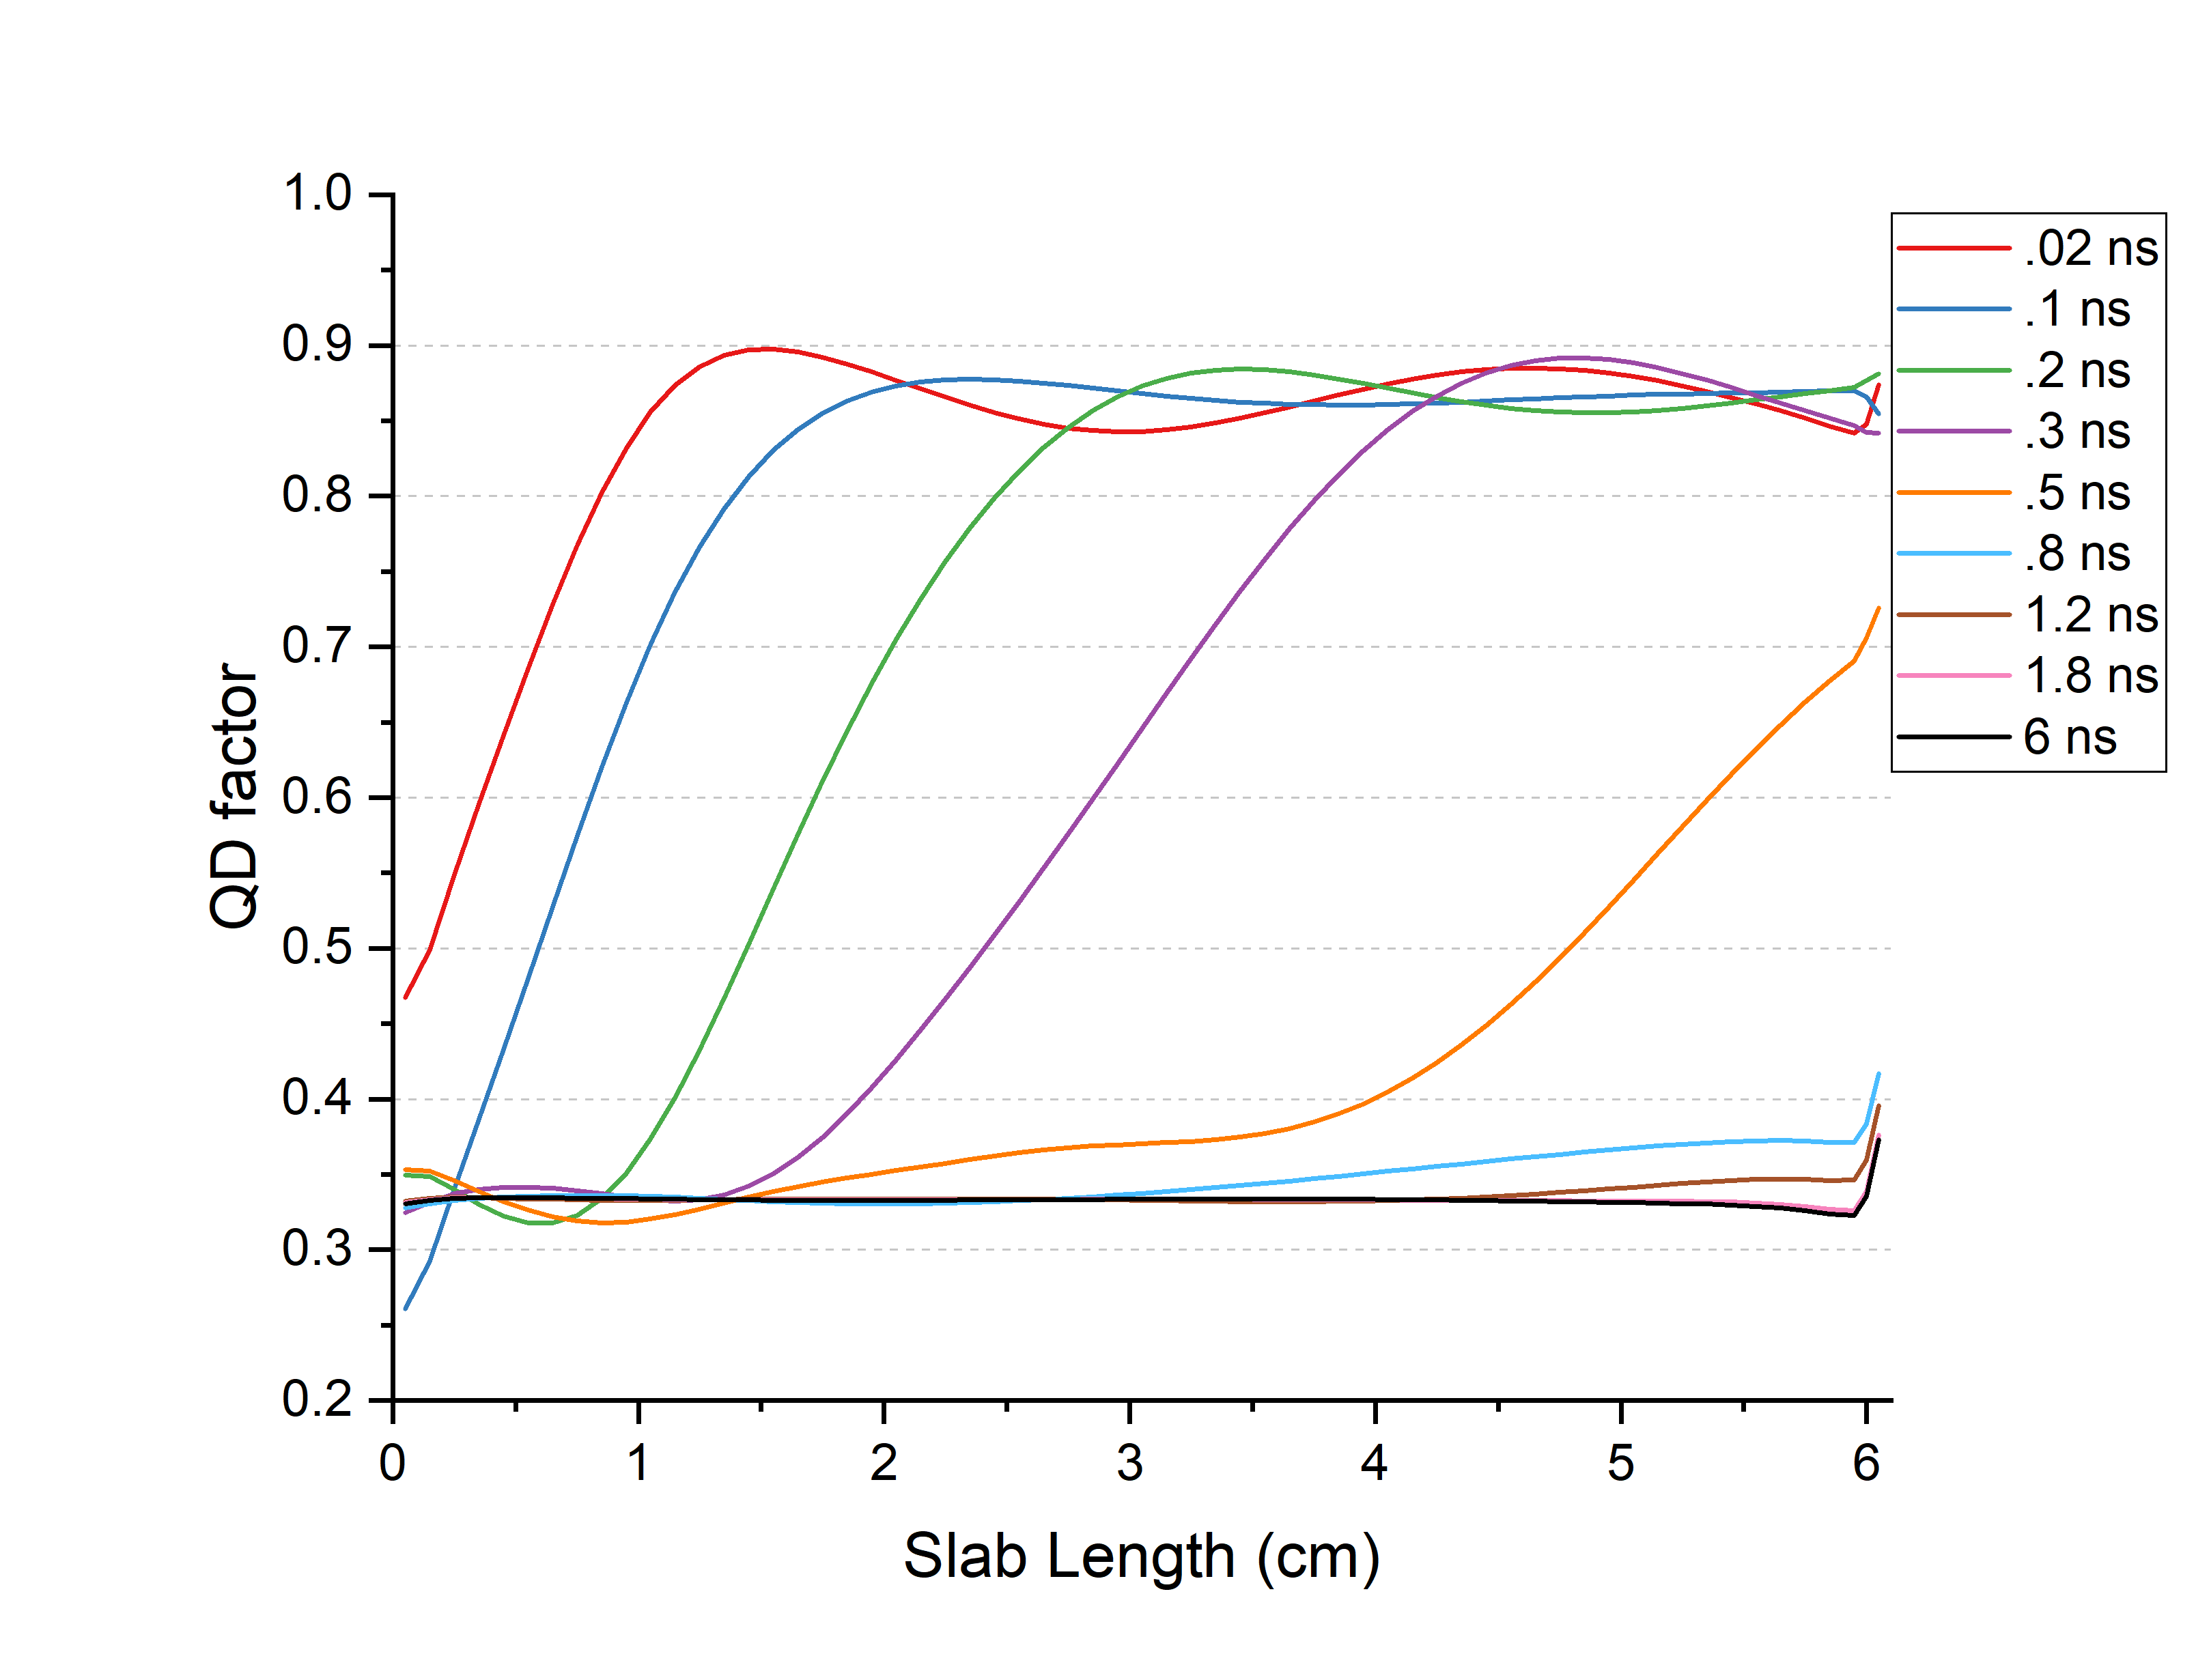 1.0
0.9
0.8
0.7
0.6
0.5
0.4
0.3
0.2
QD factor
0 1 2 3 4 5 6
Slab Length (cm)
.02 ns
.1 ns
.2 ns
.3 ns
.5 ns
.8 ns
1.2 ns
1.8 ns
6 ns